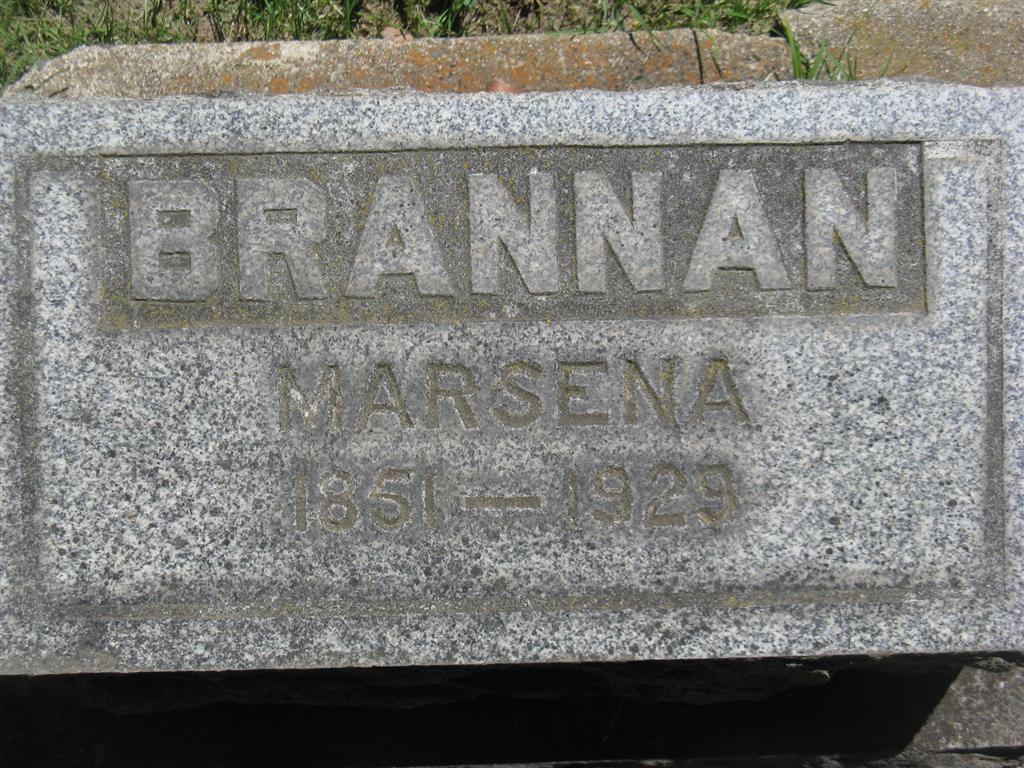 BRANNAN
MARSENA
1851 — 1929